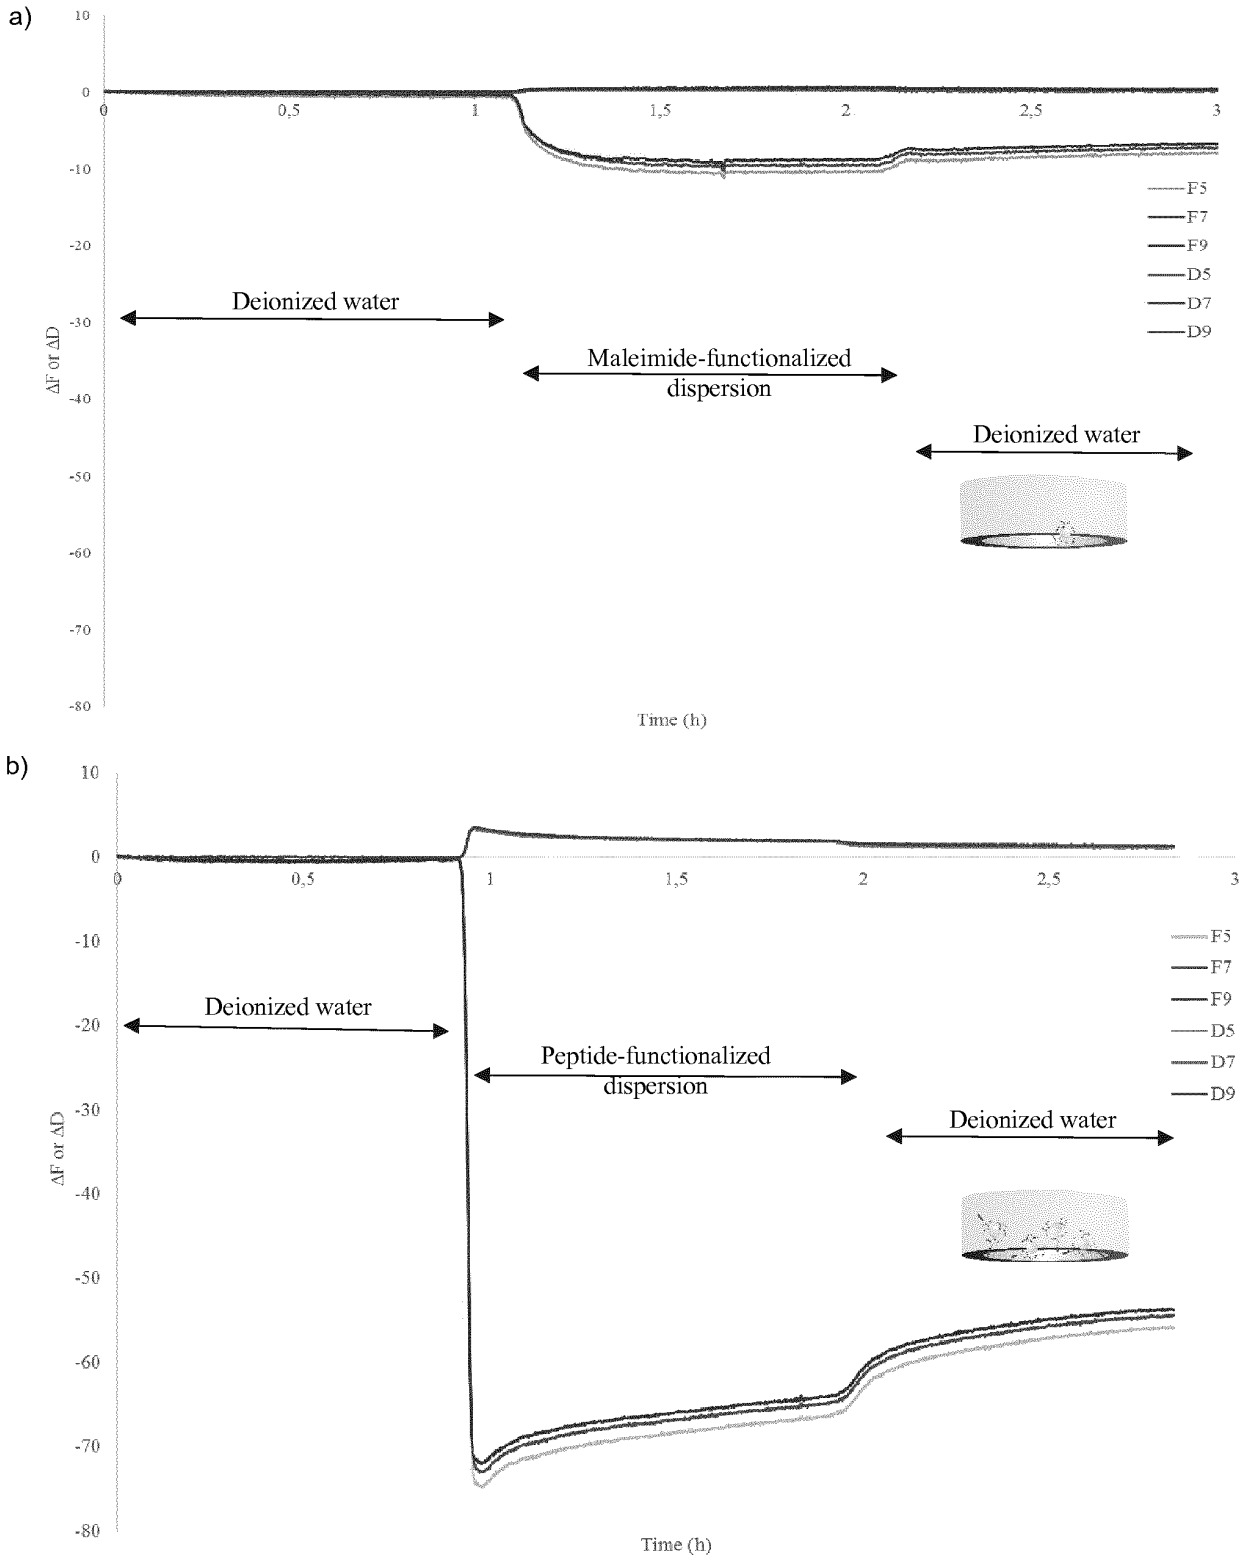 a)
10
0
0 0,5 1 1,5 2 2,5 3
-10
F5
F7
-20
F9
D5
Deionized water
D7
-30
D9
ΔF or ΔD
Maleimide-functionalized
dispersion
-40
Deionized water
-50
-60
-70
-80
Time (h)
b)
10
0
0 0,5 1 1,5 2 2,5 3
-10
F5
F7
F9
Deionized water
-20
D5
Peptide-functionalized
D7
dispersion
D9
-30
Deionized water
ΔF or ΔD
-40
-50
-60
-70
-80
Time (h)